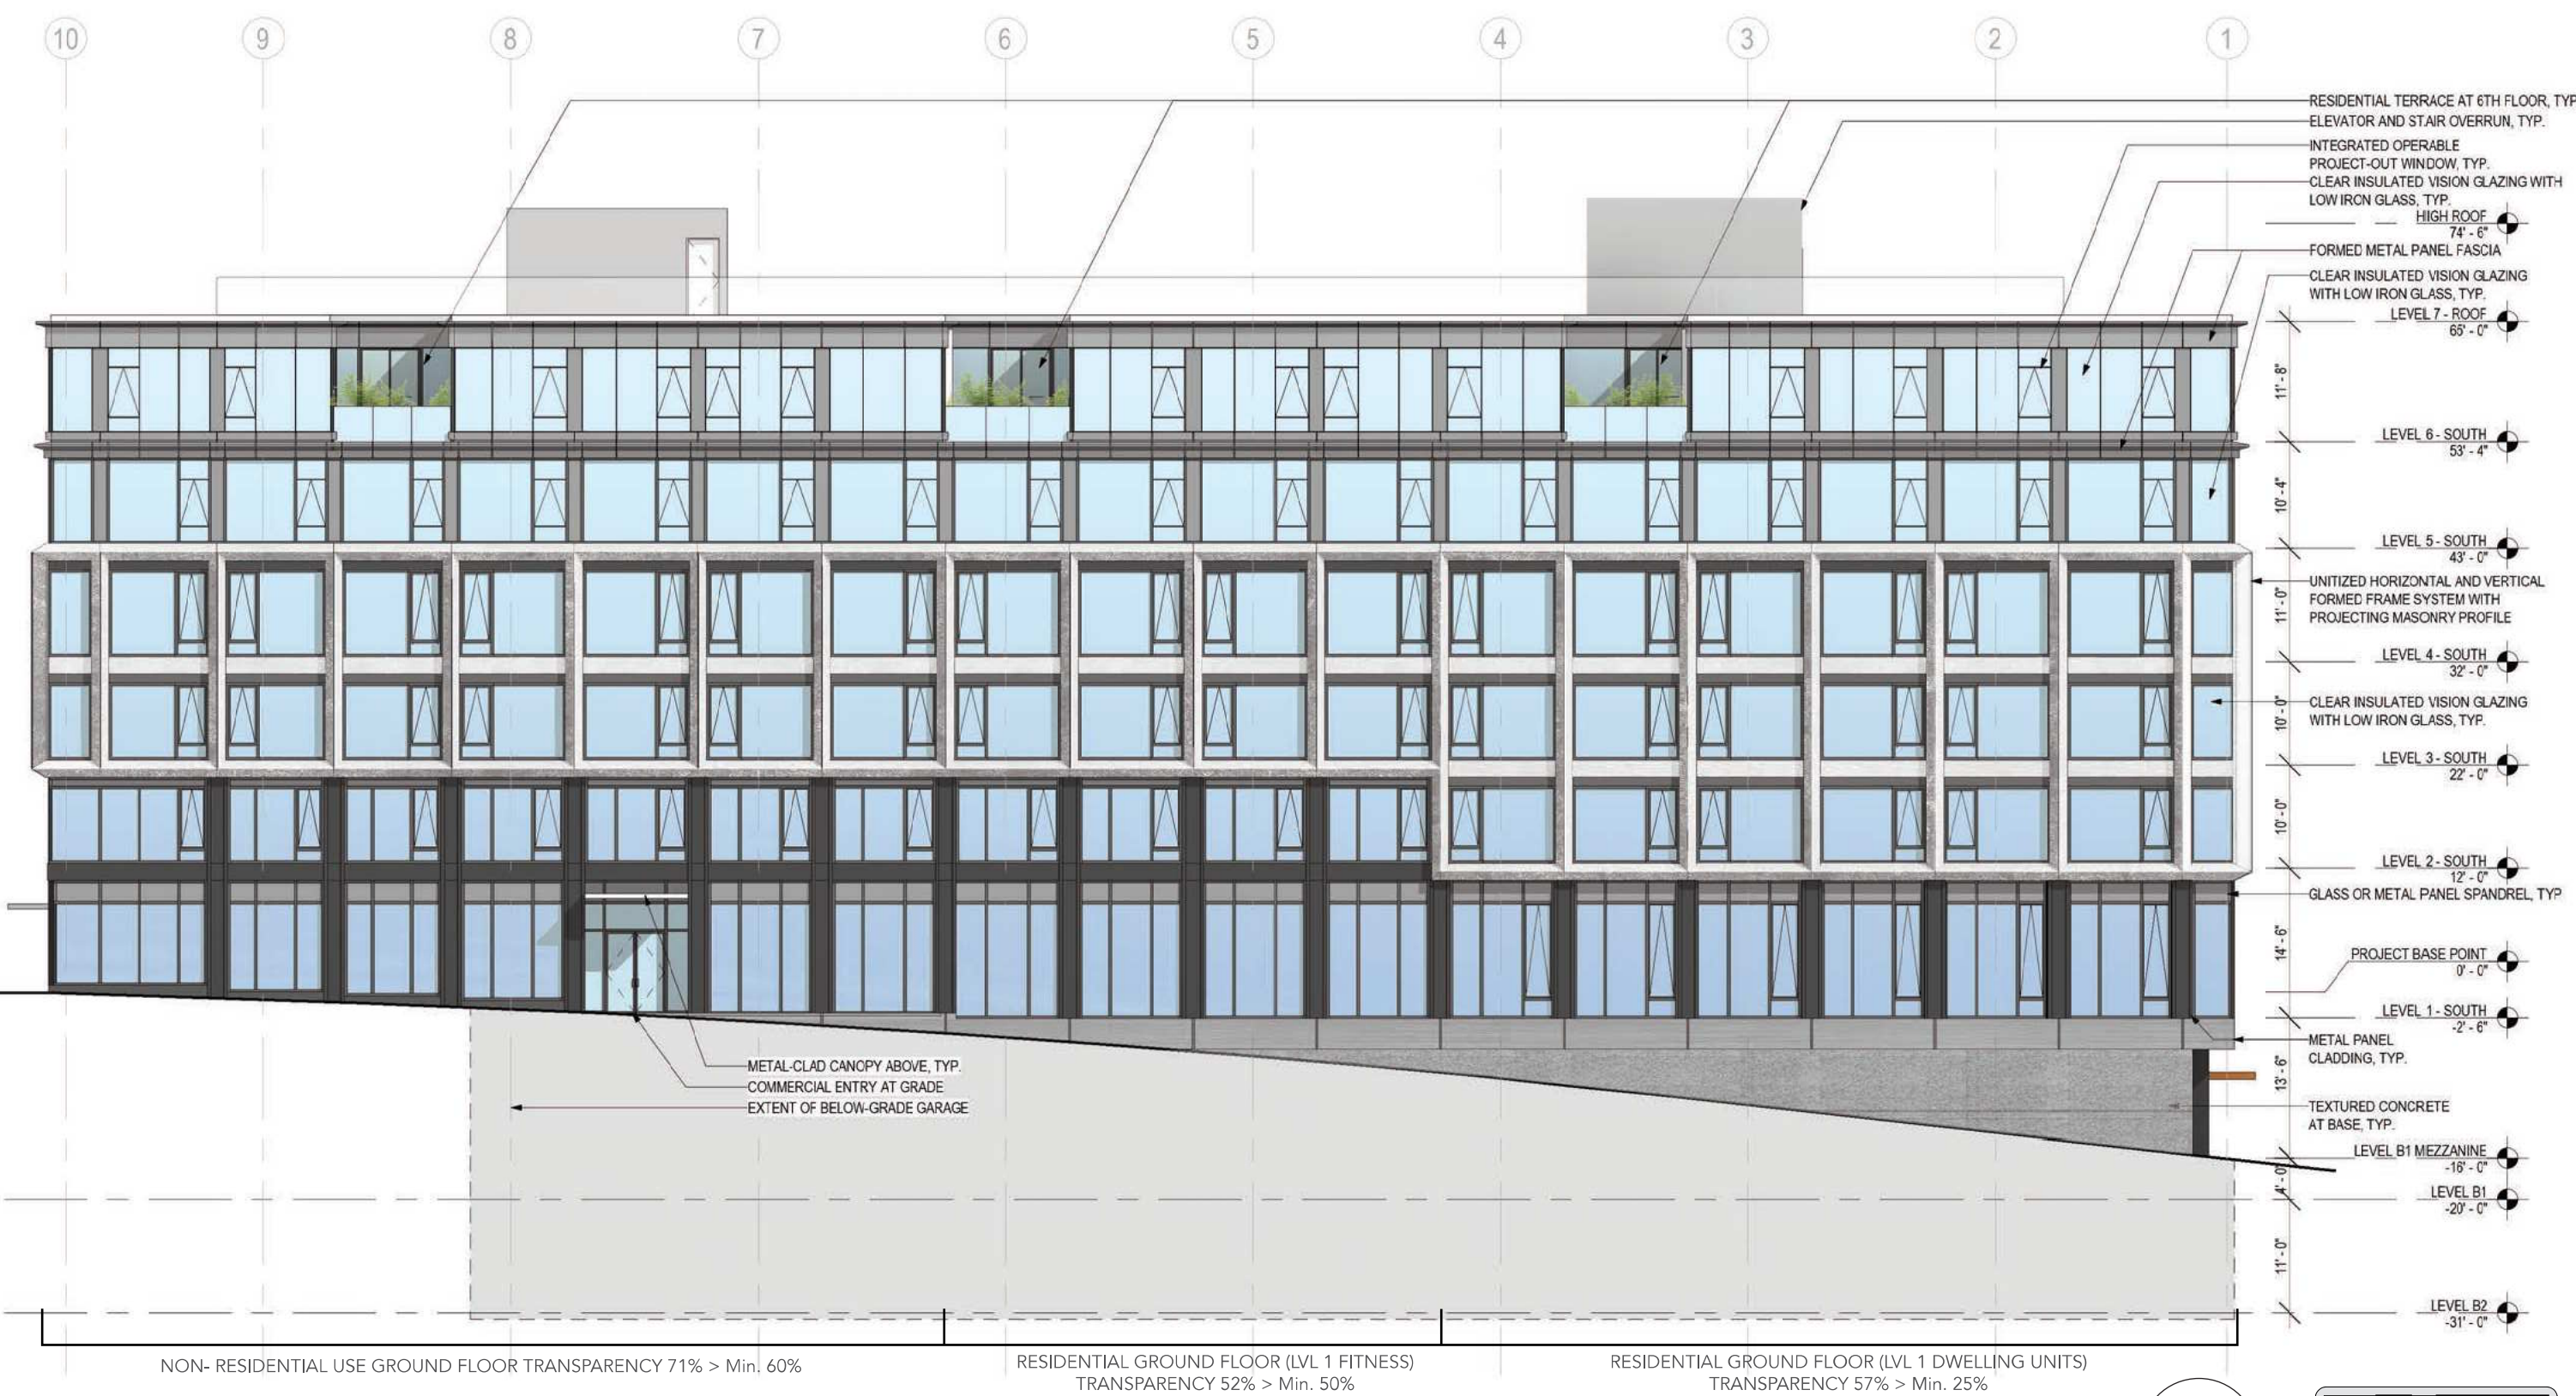 10
9
8
7
6
5
4
3
2
1
RESIDENTIAL TERRACE AT 6TH FLOOR, TYP
ELEVATOR AND STAIR OVERRUN, TYP.
INTEGRATED OPERABLE
PROJECT-OUT WINDOW, TYP.
CLEAR INSULATED VISION GLAZING WITH
LOW IRON GLASS, TYP.
HIGH ROOF
74' - 6"
FORMED METAL PANEL FASCIA
CLEAR INSULATED VISION GLAZING
WITH LOW IRON GLASS, TYP.
LEVEL 7 - ROOF
65' - 0"
11' - 8"
LEVEL 6 - SOUTH
53' - 4"
10' - 4"
LEVEL 5 - SOUTH
43' - 0"
UNITIZED HORIZONTAL AND VERTICAL
FORMED FRAME SYSTEM WITH
PROJECTING MASONRY PROFILE
11' - 0"
LEVEL 4 - SOUTH
32' - 0"
CLEAR INSULATED VISION GLAZING
WITH LOW IRON GLASS, TYP.
10' - 0"
LEVEL 3 - SOUTH
22' - 0"
10' - 0"
LEVEL 2 - SOUTH
12' - 0"
GLASS OR METAL PANEL SPANDREL, TYP
14' - 6"
PROJECT BASE POINT
0' - 0"
LEVEL 1 - SOUTH
-2' - 6"
METAL PANEL
CLADDING, TYP.
13' - 6"
METAL-CLAD CANOPY ABOVE, TYP.
COMMERCIAL ENTRY AT GRADE
EXTENT OF BELOW-GRADE GARAGE
TEXTURED CONCRETE
AT BASE, TYP.
LEVEL B1 MEZZANINE
-16' - 0"
4' - 0"
LEVEL B1
-20' - 0"
11' - 0"
LEVEL B2
-31' - 0"
NON- RESIDENTIAL USE GROUND FLOOR TRANSPARENCY 71% > Min. 60%
RESIDENTIAL GROUND FLOOR (LVL 1 FITNESS)
TRANSPARENCY 52% > Min. 50%
RESIDENTIAL GROUND FLOOR (LVL 1 DWELLING UNITS)
TRANSPARENCY 57% > Min. 25%